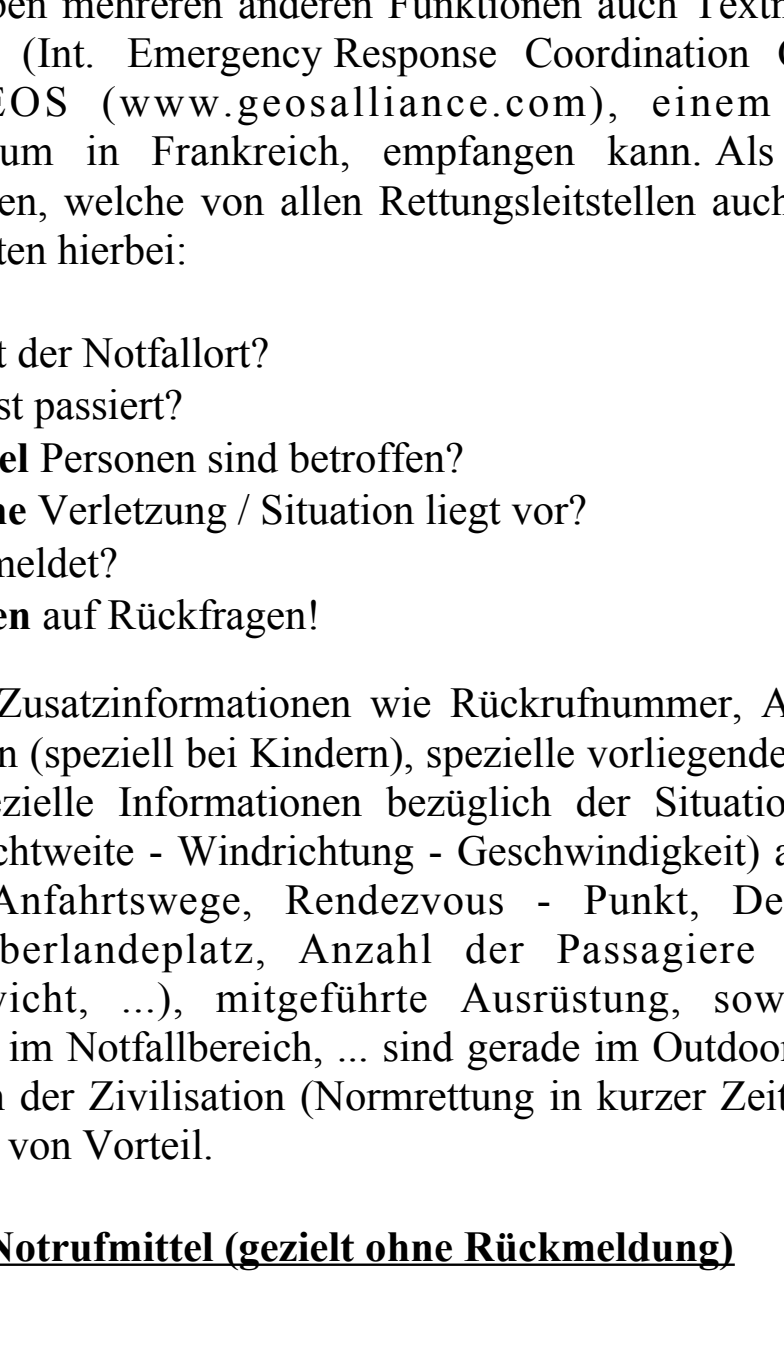 mehreren anderen Funktionen auch
(Int. Emergency Response Coordination
EOS (www.geosalliance.com), einem
um in Frankreich, empfangen kann. Als
en, welche von allen Rettungsleitstellen auch
ten hierbei:
t der Notfallort?
st passiert?
el Personen sind betroffen?
ne Verletzung / Situation liegt vor?
meldet?
en auf Rückfragen!
Zusatzinformationen wie Rückrufnummer, A
n (speziell bei Kindern), spezielle vorliegende
ezielle Informationen bezüglich der Situatio
chtweite - Windrichtung - Geschwindigkeit) a
Anfahrtswege, Rendezvous - Punkt, De
berlandeplatz, Anzahl der Passagiere
wicht, ...), mitgeführte Ausrüstung, sow
im Notfallbereich, ... sind gerade im Outdoor
n der Zivilisation (Normrettung in kurzer Zeit
von Vorteil.
Notrufmittel (gezielt ohne Rückmeldung)